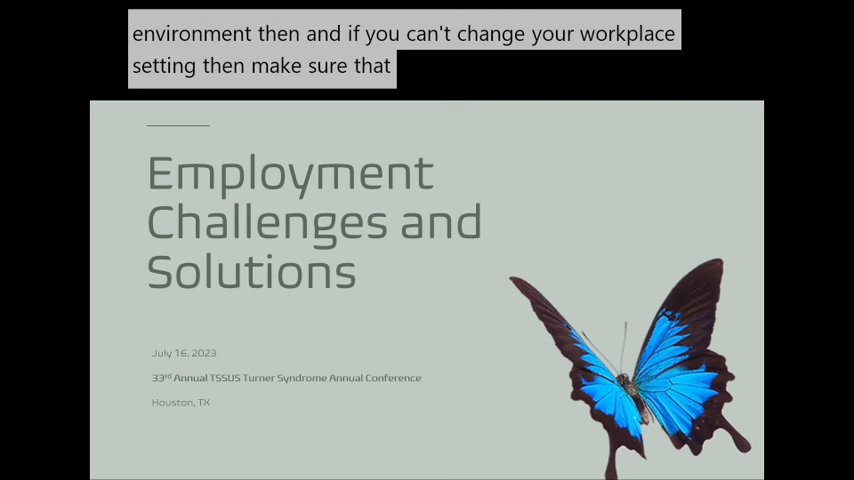 environment then and if you can't change your workplace
setting then make sure that
Employment
Challenges and
Solutions
July 16, 2023
33rd Annual TSSUS Turner Syndrome Annual Conference
Houston, TX